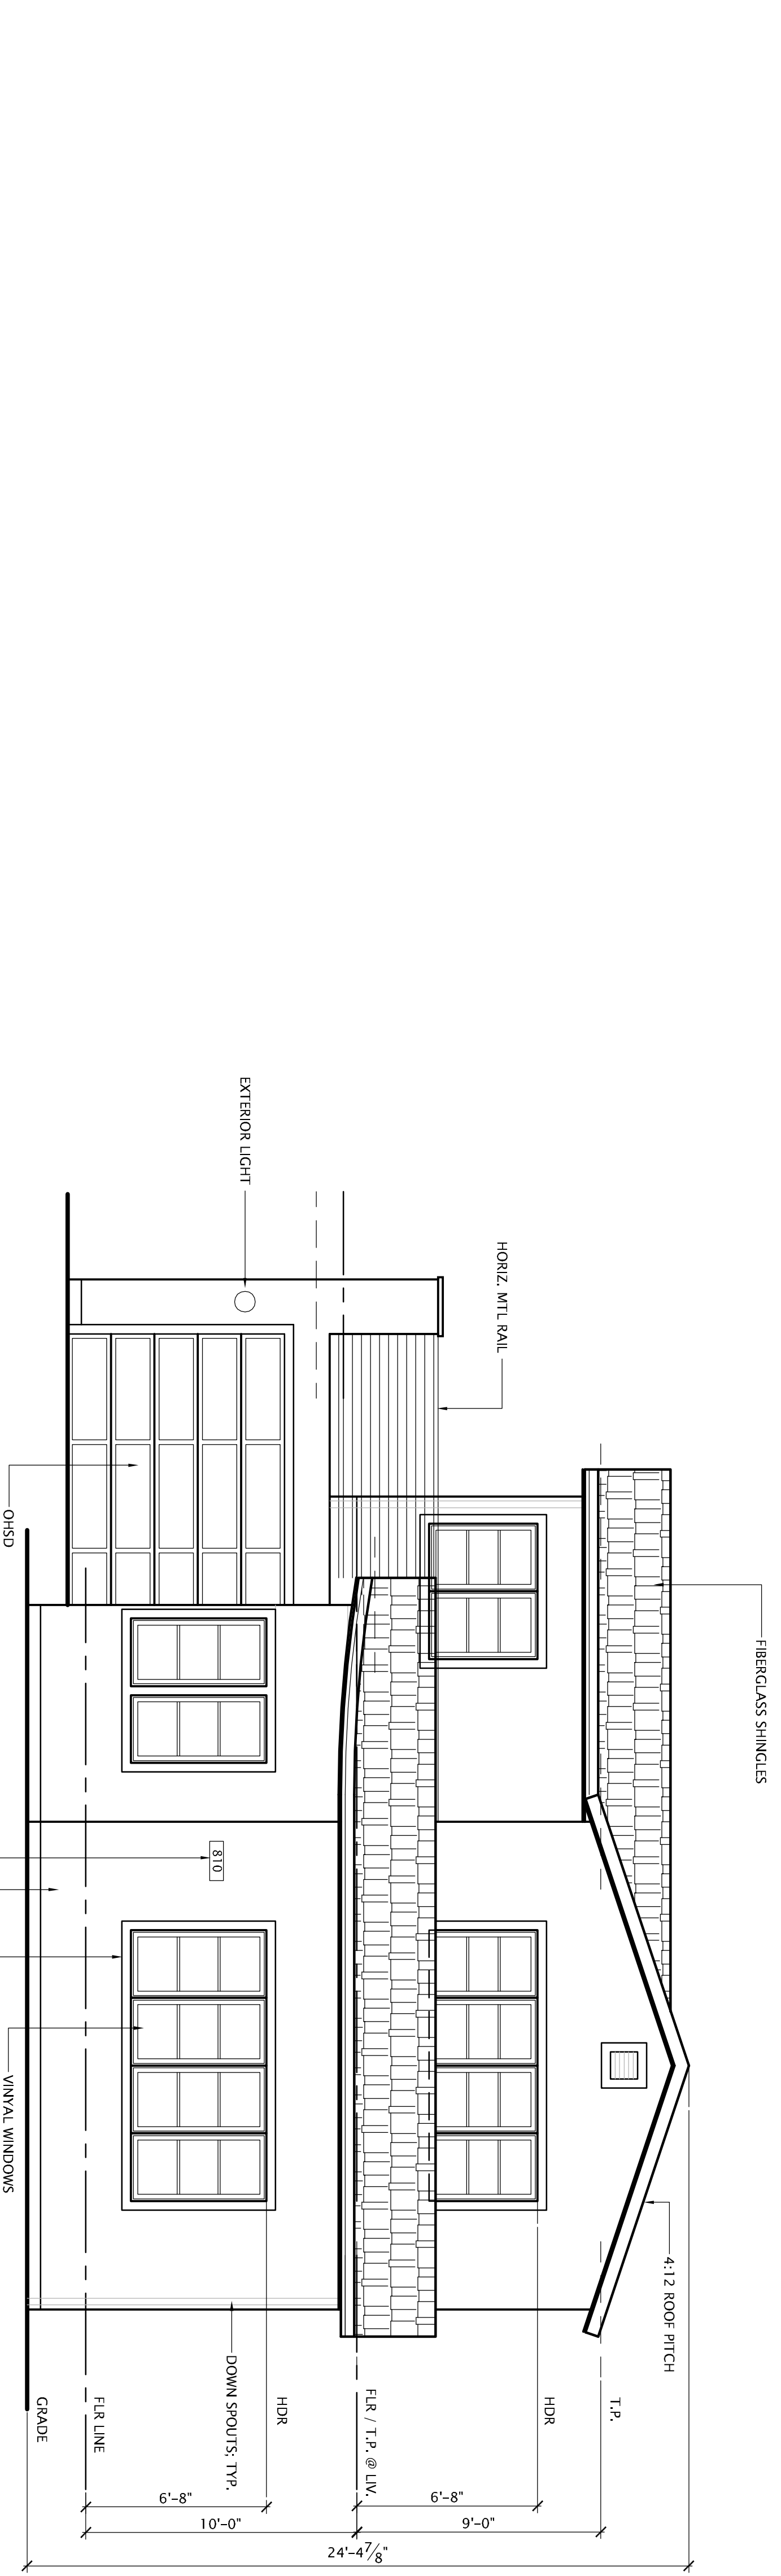 FIBERGLASS SHINGLES
4:12 ROOF PITCH
T.P.
HORIZ. MTL RAIL
HDR
9'-0"
6'-8"
FLR / T.P. @ LIV.
24'-4 7/8"
EXTERIOR LIGHT
HDR
810
DOWN SPOUTS; TYP.
10'-0"
6'-8"
FLR LINE
GRADE
OHSD
VINYAL WINDOWS